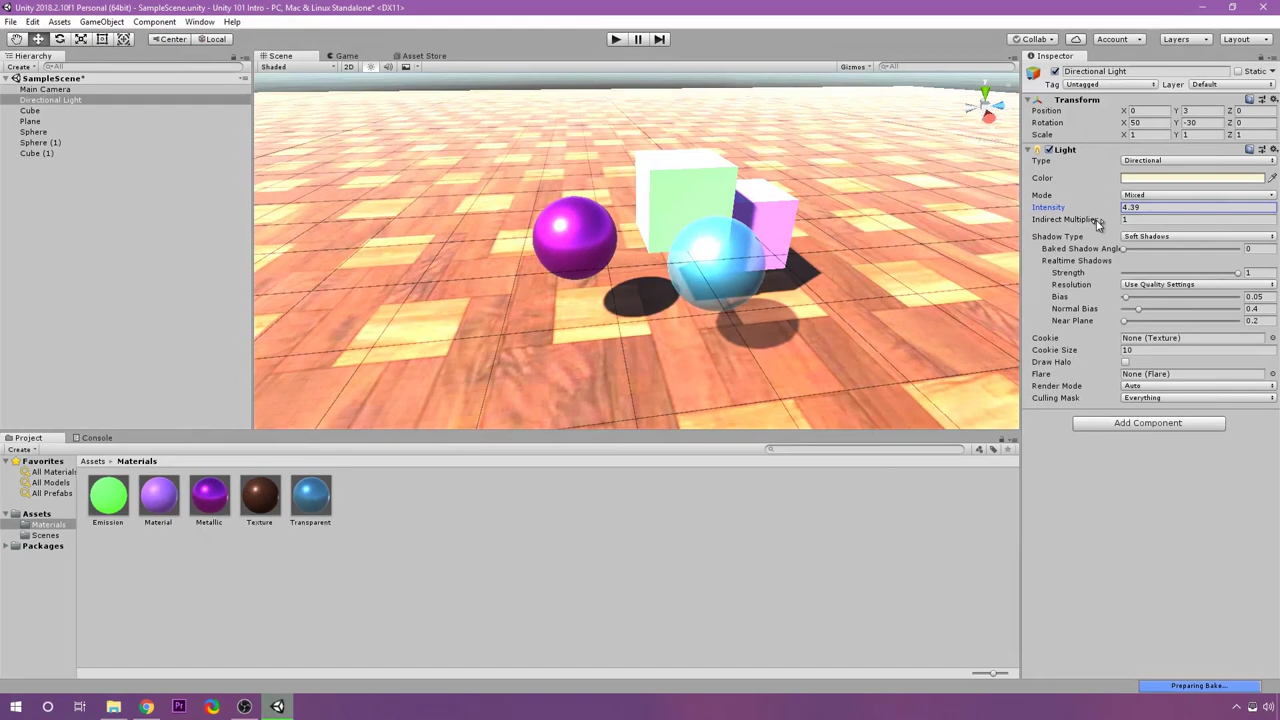 Unity 2018.2.10f1 Personal (64bit) - SampleScene.unity - Unity 101 Intro - PC, Mac & Linux Standalone* <DX11>
File Edit Assets GameObject Component Window Help
Center Local Collab Account Layers Layout
Hierarchy Scene Game Asset Store Inspector
Create All Shaded 2D Gizmos All Directional Light Static
SampleScene* Tag Untagged Layer Default
Main Camera
Directional Light
Cube
Plane
Sphere
Sphere (1)
Cube (1)
Transform
Position X 0 Y 3 Z 0
Rotation X 50 Y -30 Z 0
Scale X 1 Y 1 Z 1
Light
Type Directional
Color
Mode Mixed
Intensity 4.39
Indirect Multiplier 1
Shadow Type Soft Shadows
Baked Shadow Angl 0
Realtime Shadows
Strength 1
Resolution Use Quality Settings
Bias 0.05
Normal Bias 0.4
Near Plane 0.2
Cookie None (Texture)
Cookie Size 10
Draw Halo
Flare None (Flare)
Render Mode Auto
Culling Mask Everything
Add Component
y
Project Console
Create
Favorites
All Materials
All Models
All Prefabs
Assets
Materials
Scenes
Packages
Assets Materials
Emission Material Metallic Texture Transparent
Preparing Bake...
Pr